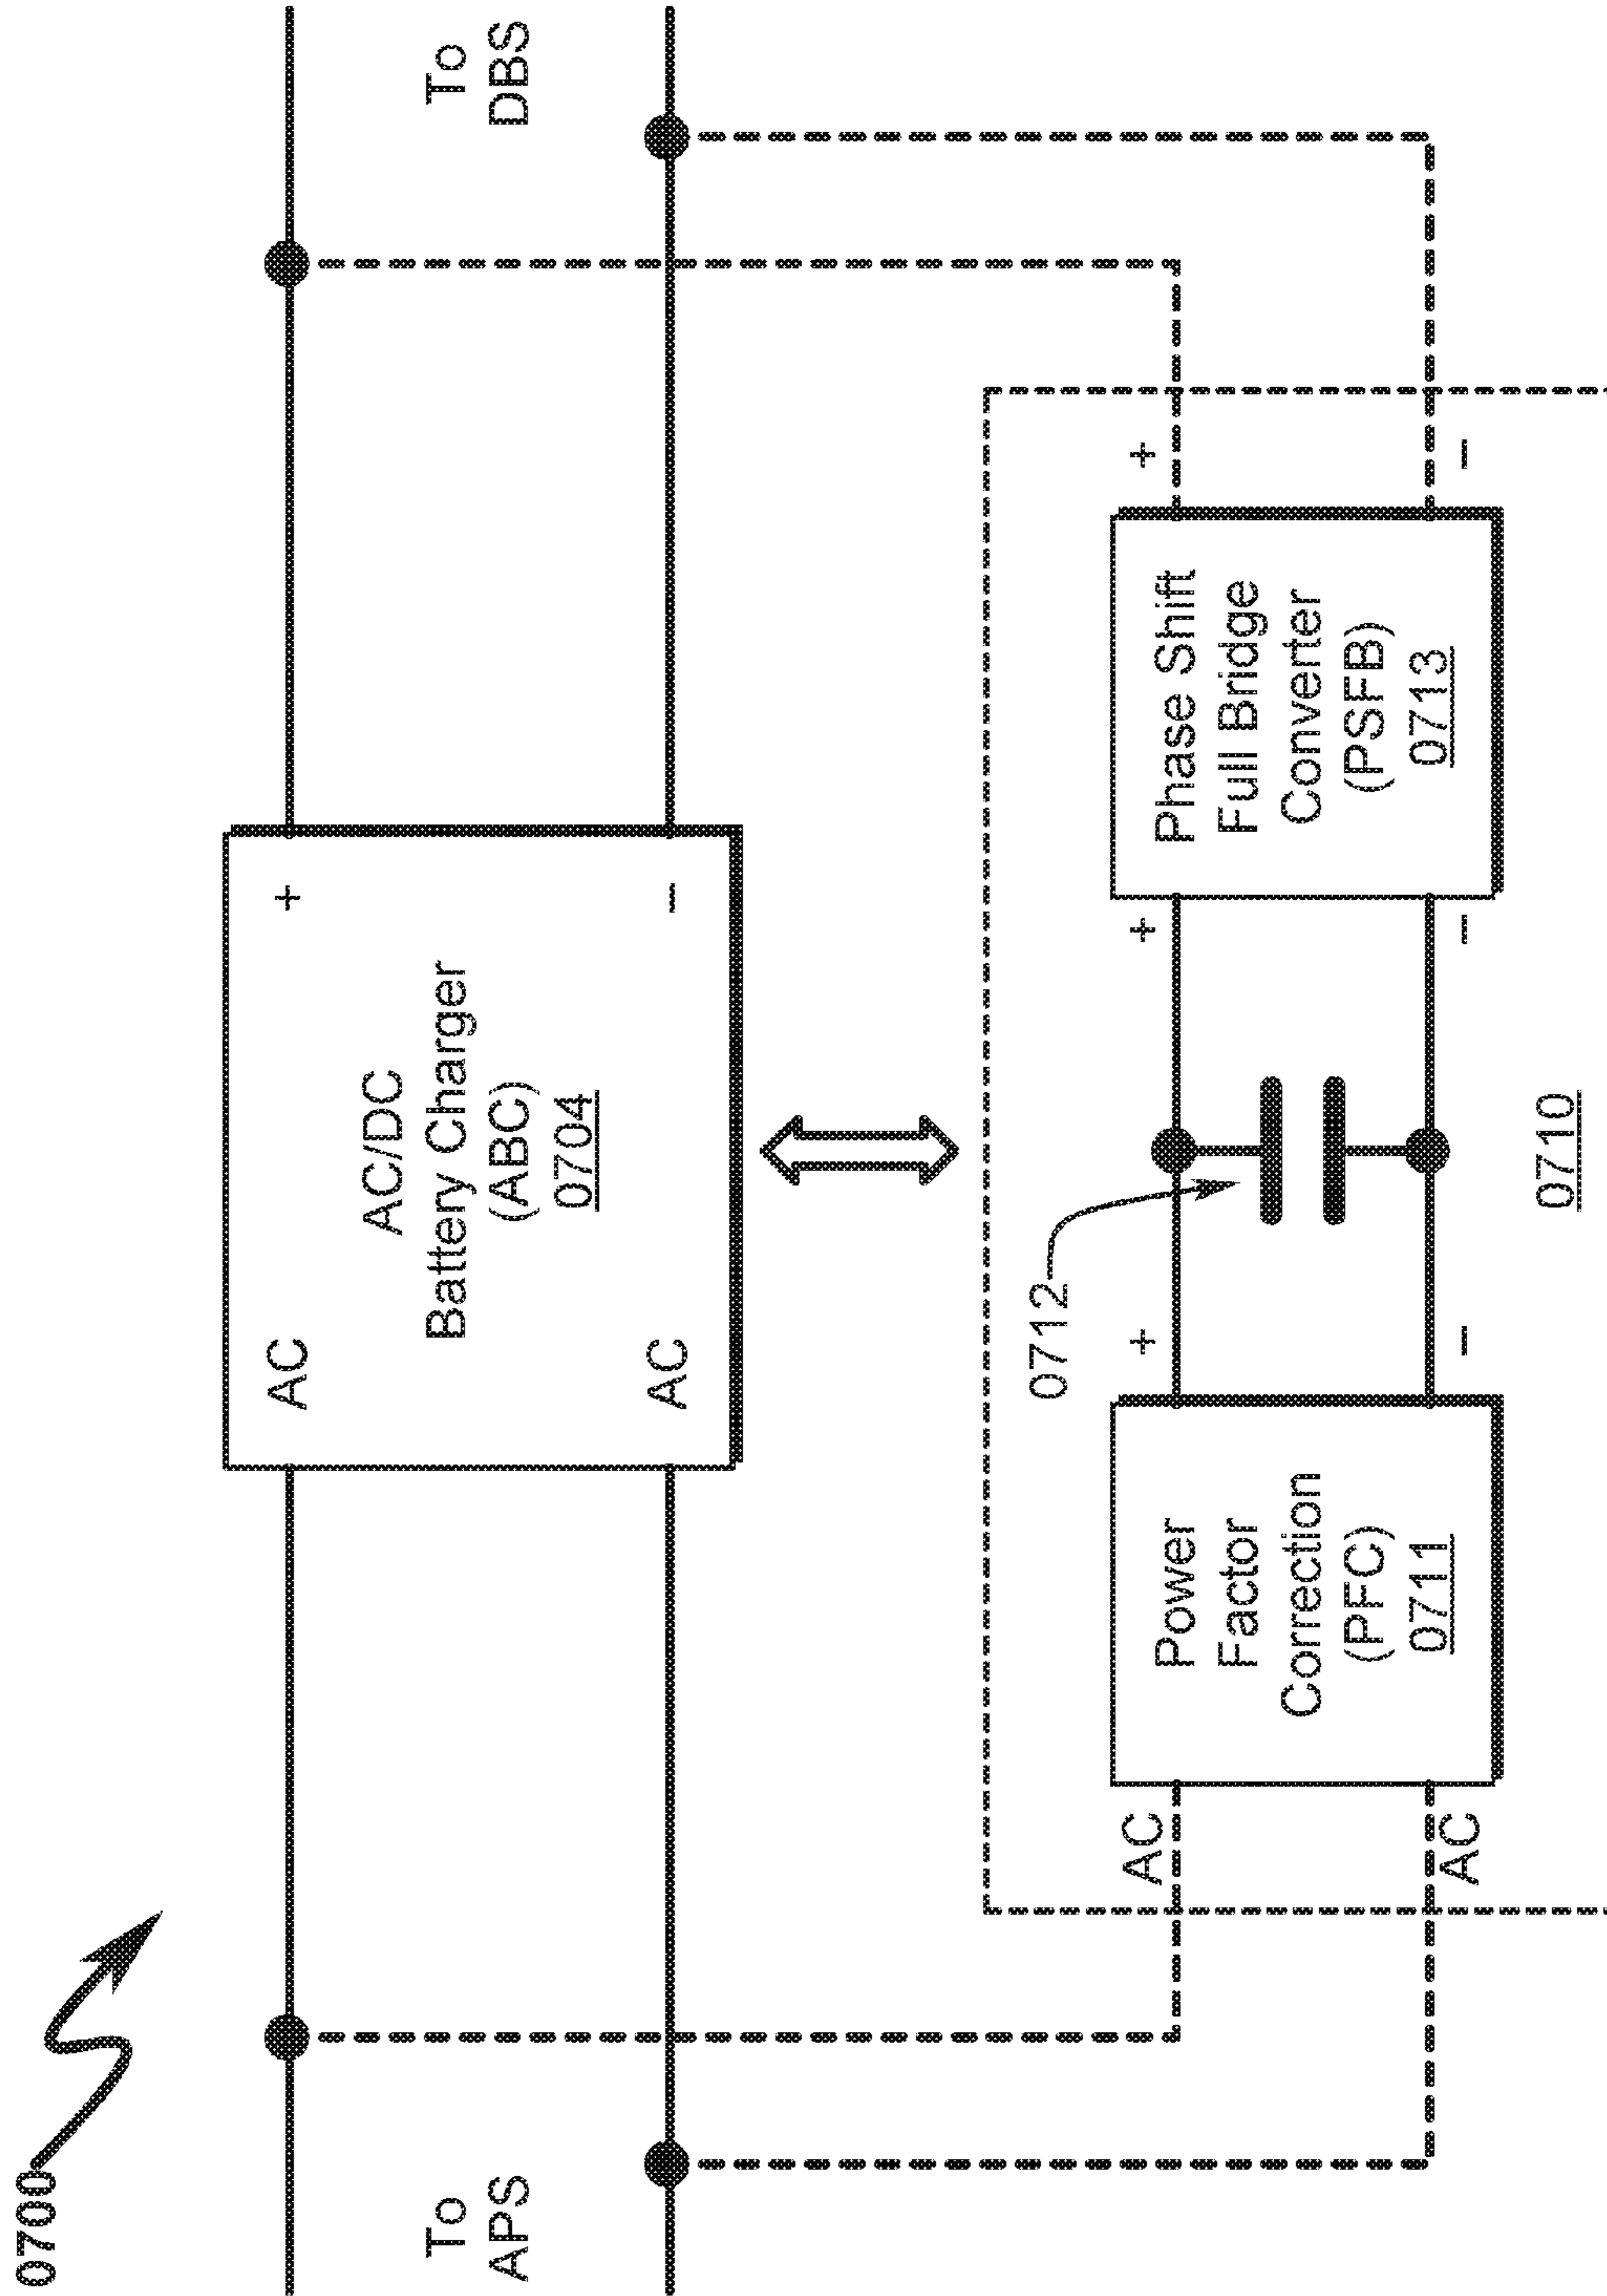 0700
To
APS
AC
AC
AC/DC
Battery Charger
(ABC)
0704
+
−
To
DBS
0712
AC
AC
Power
Factor
Correction
(PFC)
0711
+
−
+
−
Phase Shift
Full Bridge
Converter
(PSFB)
0713
+
−
0710